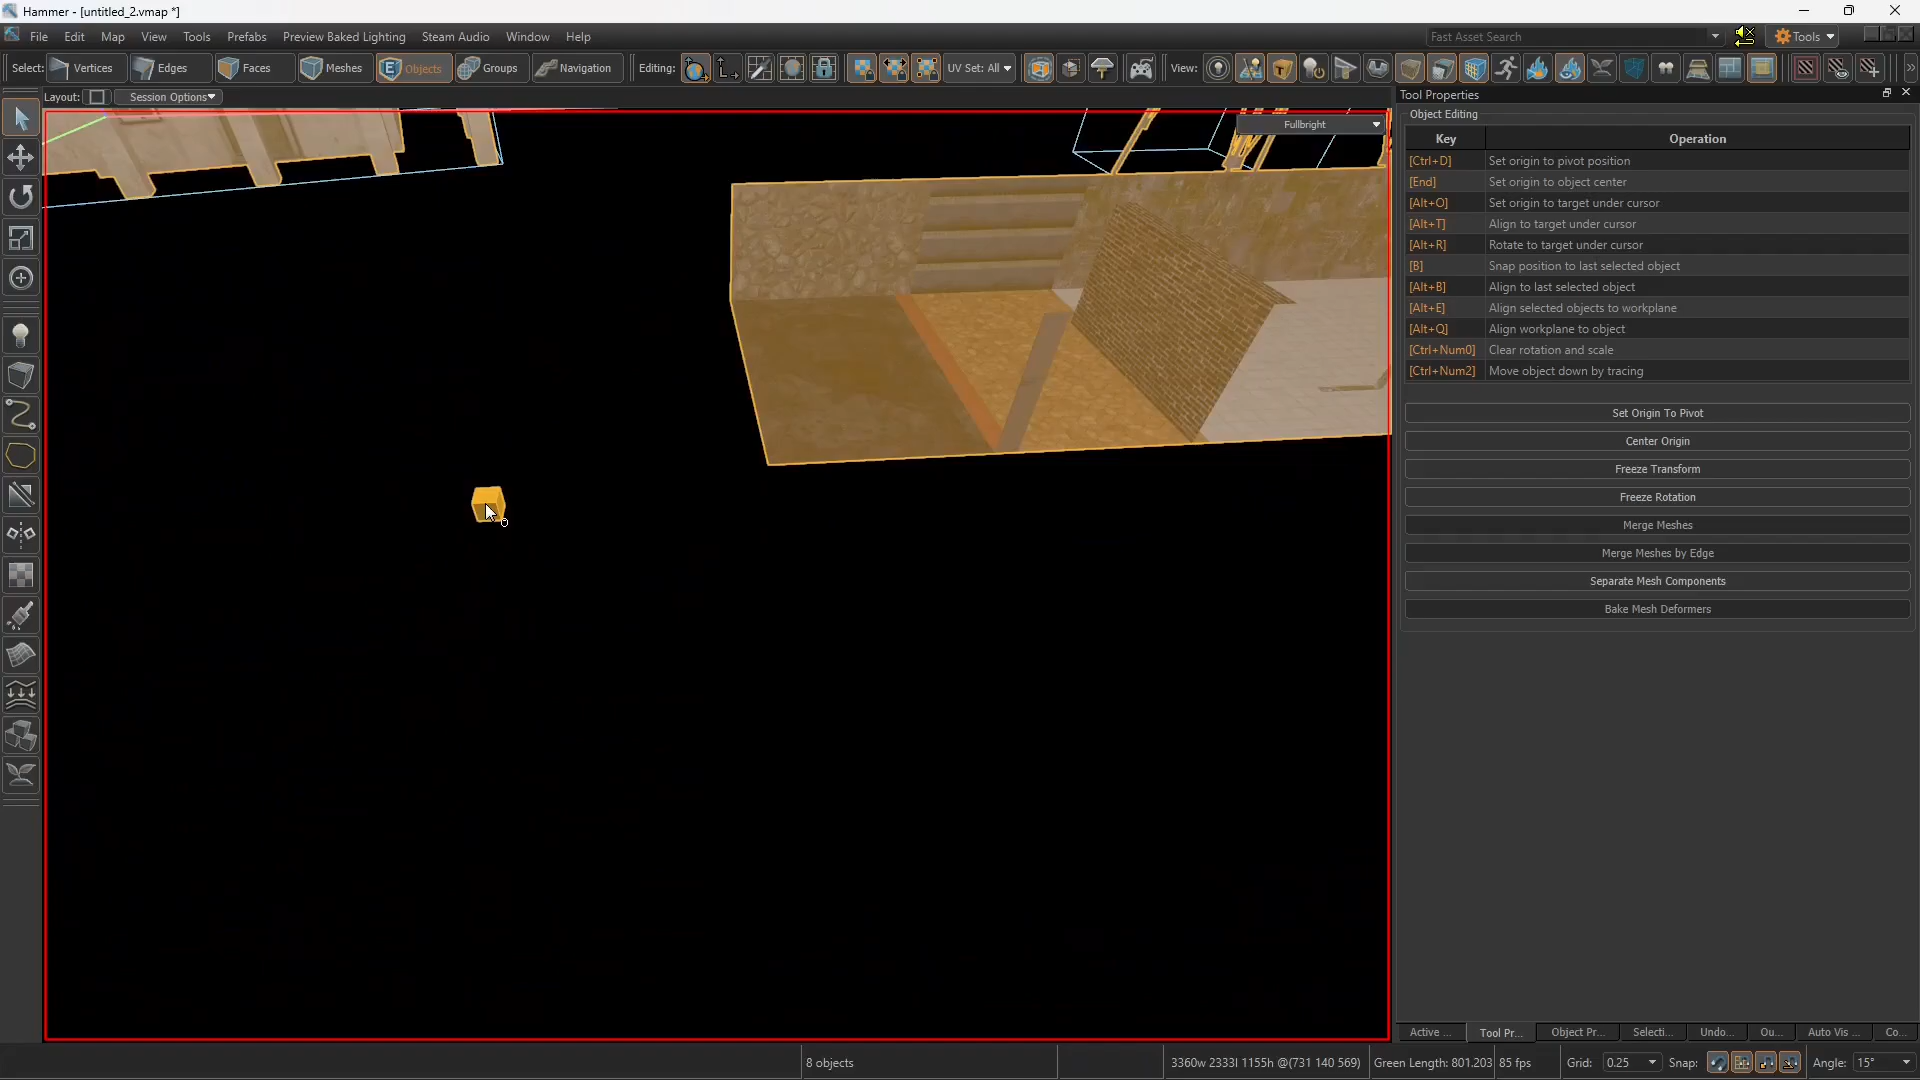 Hammer - [untitled_2.vmap *]
File Edit Map View Tools Prefabs Preview Baked Lighting Steam Audio Window Help
Fast Asset Search
Tools
Select: Vertices Edges Faces Meshes Objects Groups Navigation Editing: UV Set: All View:
Layout: Session Options
Tool Properties
Fullbright
Object Editing
Key Operation
[Ctrl+D] Set origin to pivot position
[End] Set origin to object center
[Alt+O] Set origin to target under cursor
[Alt+T] Align to target under cursor
[Alt+R] Rotate to target under cursor
[B] Snap position to last selected object
[Alt+B] Align to last selected object
[Alt+E] Align selected objects to workplane
[Alt+Q] Align workplane to object
[Ctrl+Num0] Clear rotation and scale
[Ctrl+Num2] Move object down by tracing
Set Origin To Pivot
Center Origin
Freeze Transform
Freeze Rotation
Merge Meshes
Merge Meshes by Edge
Separate Mesh Components
Bake Mesh Deformers
Active ... Tool Pr... Object Pr... Selecti... Undo... Ou... Auto Vis ... Co...
8 objects 3360w 2333l 1155h @(731 140 569) Green Length: 801.203 85 fps Grid: 0.25 Snap: Angle: 15°